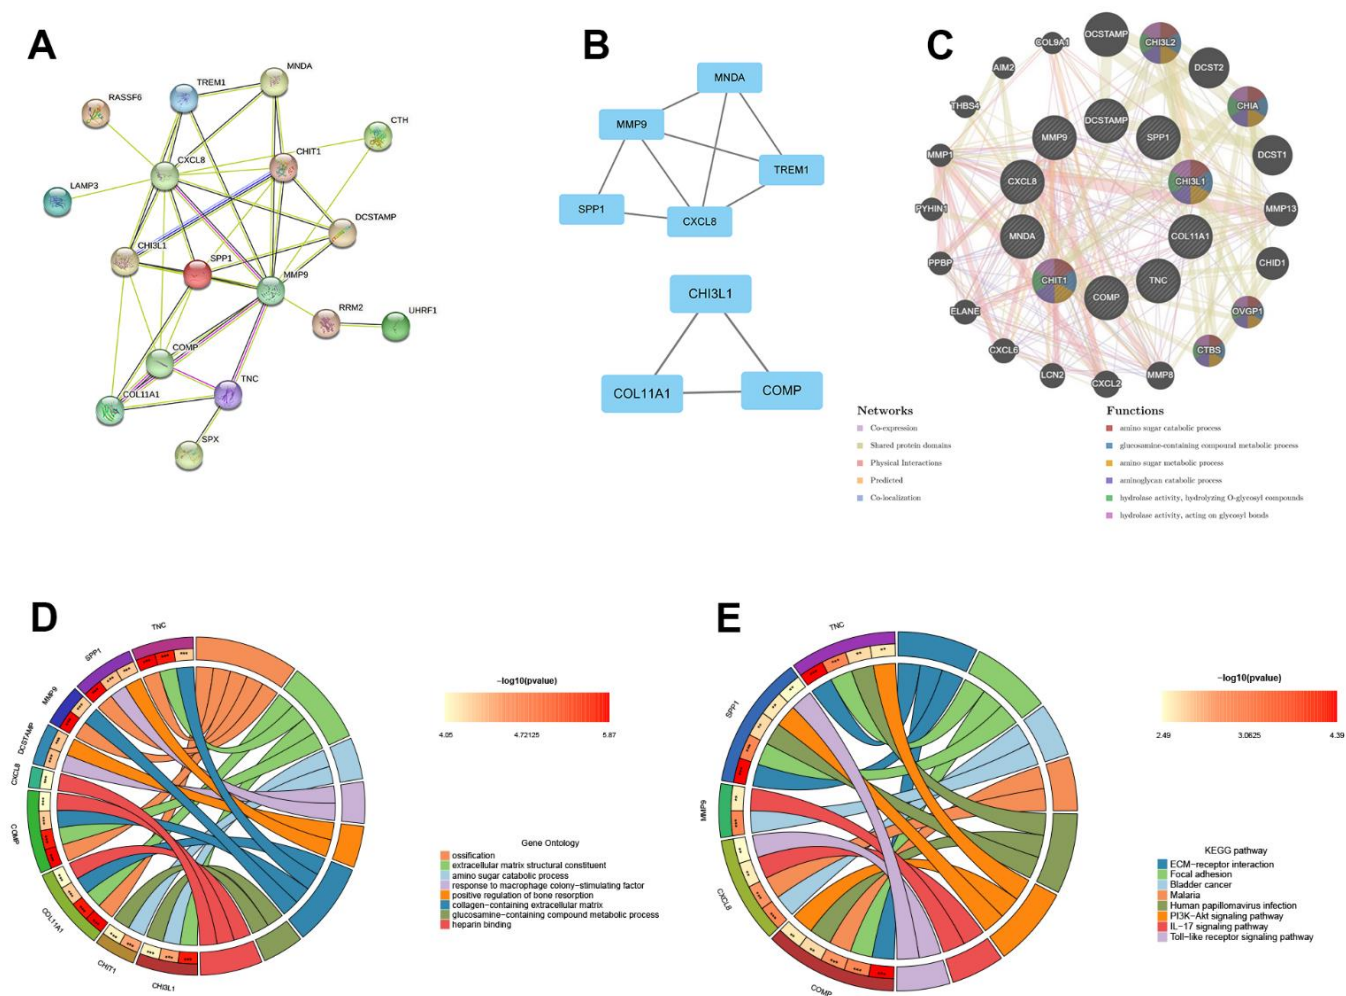 A
MNDA
TREM1
RASSF6
CTH
CXCL8
CHIT1
LAMP3
DCSTAMP
CHI3L1
SPP1
MMP9
RRM2
UHRF1
COMP
TNC
COL11A1
SPX
B
MNDA
MMP9
TREM1
SPP1
CXCL8
CHI3L1
COL11A1
COMP
C
DCSTAMP
COL9A1
CHI3L2
AIM2
DCST2
THBS4
CHIA
DCSTAMP
MMP9
SPP1
MMP1
DCST1
CXCL8
CHI3L1
PYHIN1
MMP13
MNDA
COL11A1
PPBP
CHID1
CHIT1
TNC
COMP
ELANE
OVGP1
CXCL6
CTBS
LCN2
CXCL2
MMP8
Networks
Co-expression
Shared protein domains
Physical Interactions
Predicted
Co-localization
Functions
amino sugar catabolic process
glucosamine-containing compound metabolic process
amino sugar metabolic process
aminoglycan catabolic process
hydrolase activity, hydrolyzing O-glycosyl compounds
hydrolase activity, acting on glycosyl bonds
D
TNC
SPP1
MMP9
DCSTAMP
CXCL8
COMP
COL11A1
CHIT1
CHI3L1
−log10(pvalue)
4.05 4.72125 5.87
Gene Ontology
ossification
extracellular matrix structural constituent
amino sugar catabolic process
response to macrophage colony−stimulating factor
positive regulation of bone resorption
collagen−containing extracellular matrix
glucosamine−containing compound metabolic process
heparin binding
E
TNC
SPP1
MMP9
CXCL8
COMP
−log10(pvalue)
2.49 3.0625 4.39
KEGG pathway
ECM−receptor interaction
Focal adhesion
Bladder cancer
Malaria
Human papillomavirus infection
PI3K−Akt signaling pathway
IL−17 signaling pathway
Toll−like receptor signaling pathway